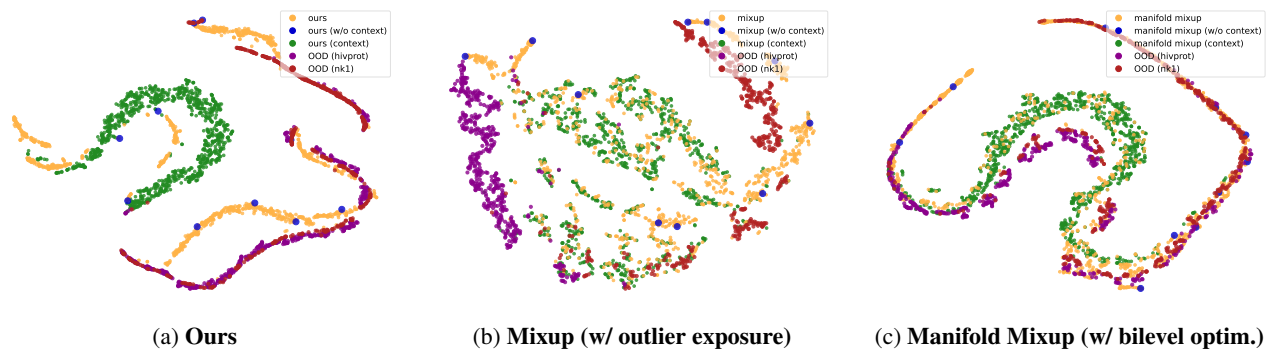 ours
ours (w/o context)
ours (context)
OOD (hivprot)
OOD (nk1)
mixup
mixup (w/o context)
mixup (context)
OOD (hivprot)
OOD (nk1)
manifold mixup
manifold mixup (w/o context)
manifold mixup (context)
OOD (hivprot)
OOD (nk1)
(a) Ours
(b) Mixup (w/ outlier exposure)
(c) Manifold Mixup (w/ bilevel optim.)